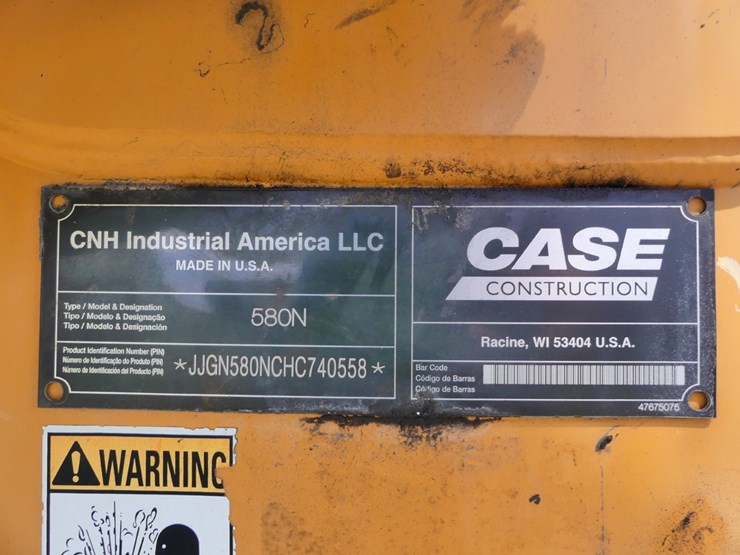 CNH Industrial America LLC
MADE IN U.S.A.
Type / Model & Designation
Tipo / Modelo & Designação
Tipo / Modelo & Designación
580N
Product Identification Number (PIN)
Número de Identificação do Produto (PIN)
Número de Identificación del Producto (PIN)
*JJGN580NCHC740558*
CASE
CONSTRUCTION
Racine, WI 53404 U.S.A.
Bar Code
Código de Barras
Código de Barras
47675075
WARNING